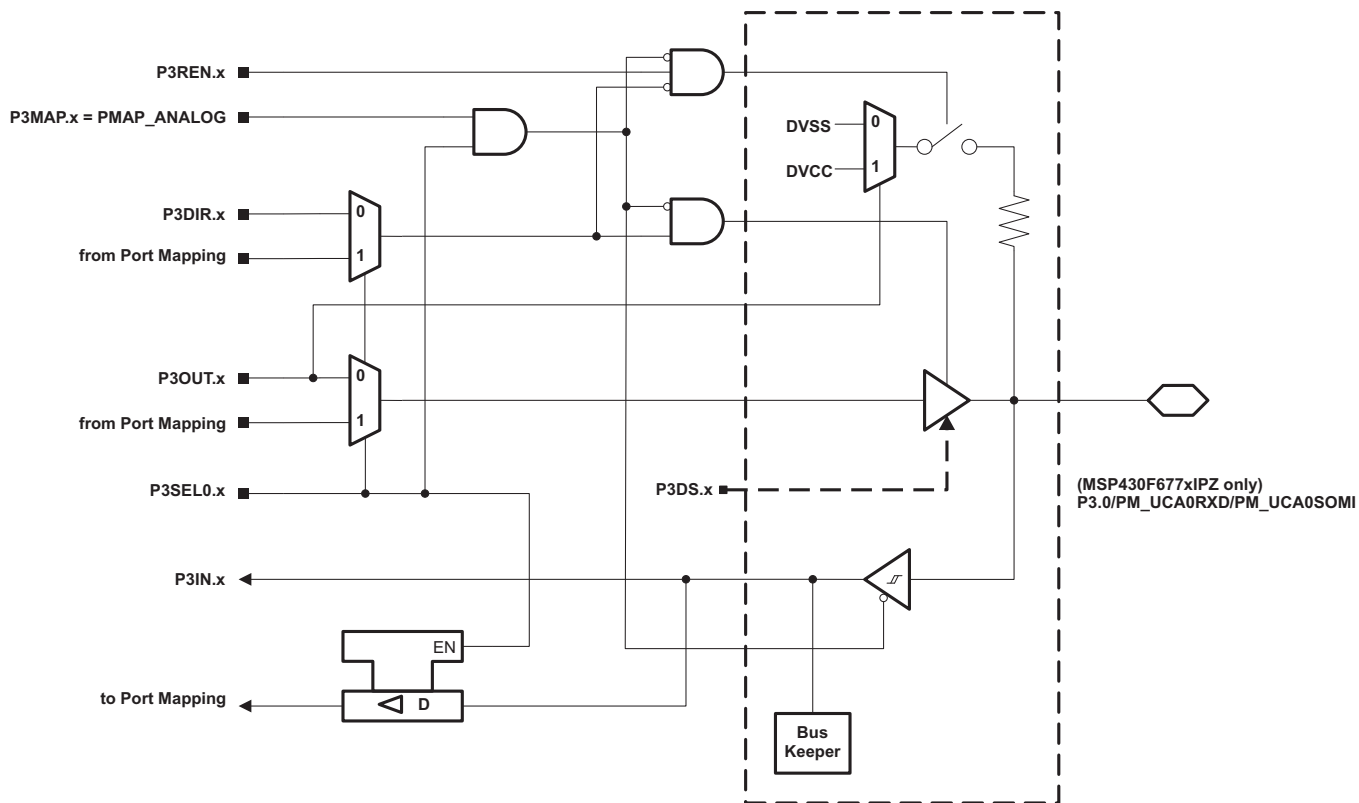 P3REN.x
P3MAP.x = PMAP_ANALOG
DVSS
0
DVCC
1
P3DIR.x
0
from Port Mapping
1
P3OUT.x
0
from Port Mapping
1
P3SEL0.x
P3DS.x
(MSP430F677xIPZ only)
P3.0/PM_UCA0RXD/PM_UCA0SOMI
P3IN.x
EN
to Port Mapping
D
Bus
Keeper